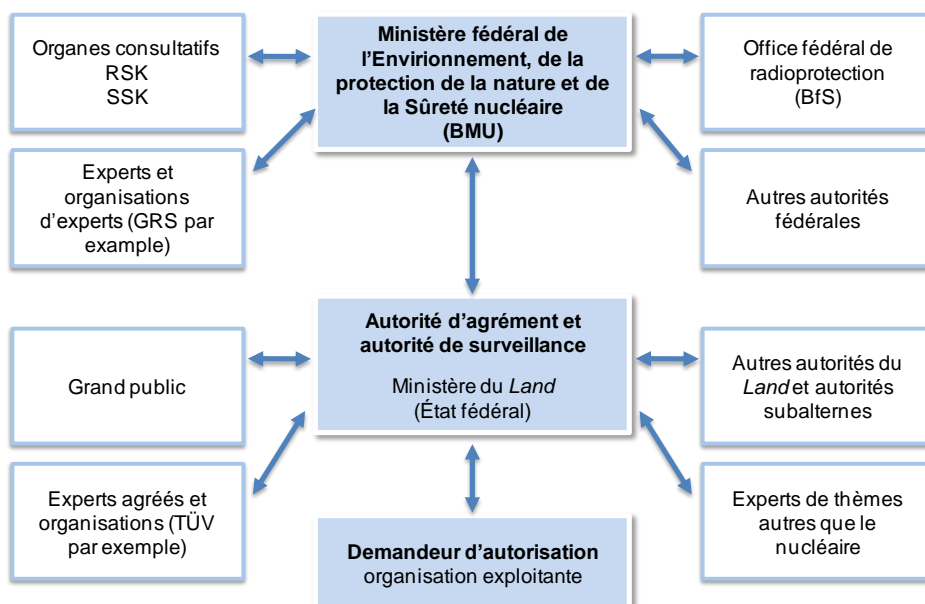 Organes consultatifs
RSK
SSK
Ministère fédéral de
l'Envirionnement, de la
protection de la nature et de
la Sûreté nucléaire
(BMU)
Office fédéral de
radioprotection
(BfS)
Experts et
organisations
d'experts (GRS par
example)
Autres autorités
fédérales
Grand public
Autorité d'agrément et
autorité de surveillance
Ministère du Land
(État fédéral)
Autres autorités du
Land et autorités
subalternes
Experts agréés et
organisations (TÜV
par exemple)
Demandeur d'autorisation
organisation exploitante
Experts de thèmes
autres que le
nucléaire